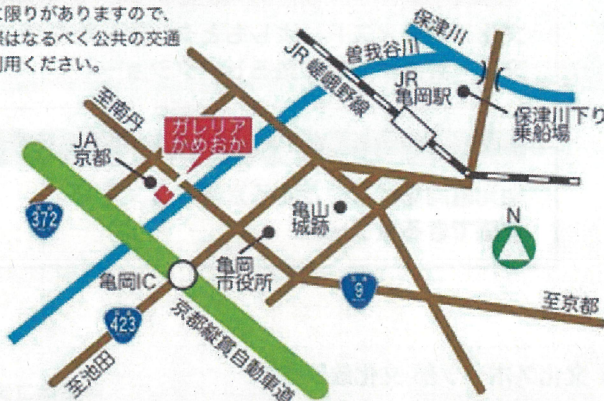 に限りがありますので、
際はなるべく公共の交通
利用ください。
保津川
曽我谷川
JR嵯峨野線
JR
亀岡駅
保津川下り
乗船場
至南丹
ガレリア
かめおか
JA
京都
372
亀山
城跡
N
亀岡
市役所
亀岡IC
423
9
至京都
京都縦貫自動車道
至池田